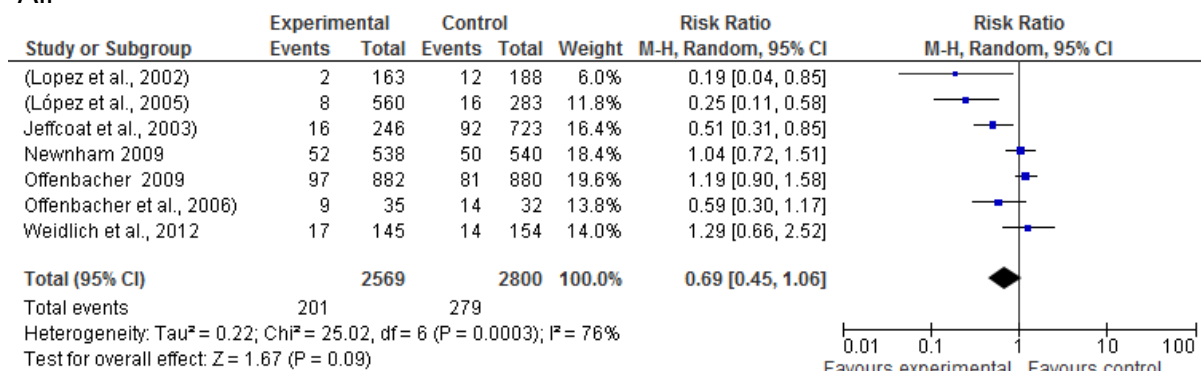 Experimental Control Risk Ratio Risk Ratio
Study or Subgroup Events Total Events Total Weight M-H, Random, 95% CI M-H, Random, 95% CI
(Lopez et al., 2002) 2 163 12 188 6.0% 0.19 [0.04, 0.85]
(López et al., 2005) 8 560 16 283 11.8% 0.25 [0.11, 0.58]
Jeffcoat et al., 2003) 16 246 92 723 16.4% 0.51 [0.31, 0.85]
Newnham 2009 52 538 50 540 18.4% 1.04 [0.72, 1.51]
Offenbacher 2009 97 882 81 880 19.6% 1.19 [0.90, 1.58]
Offenbacher et al., 2006) 9 35 14 32 13.8% 0.59 [0.30, 1.17]
Weidlich et al., 2012 17 145 14 154 14.0% 1.29 [0.66, 2.52]
Total (95% CI) 2569 2800 100.0% 0.69 [0.45, 1.06]
Total events 201 279
Heterogeneity: Tau² = 0.22; Chi² = 25.02, df = 6 (P = 0.0003); I² = 76%
Test for overall effect: Z = 1.67 (P = 0.09)
0.01 0.1 1 10 100
Favours experimental Favours control